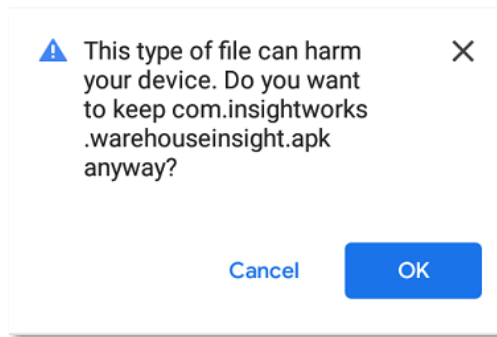 This type of file can harm
your device. Do you want
to keep com.insightworks
.warehouseinsight.apk
anyway?
Cancel
OK